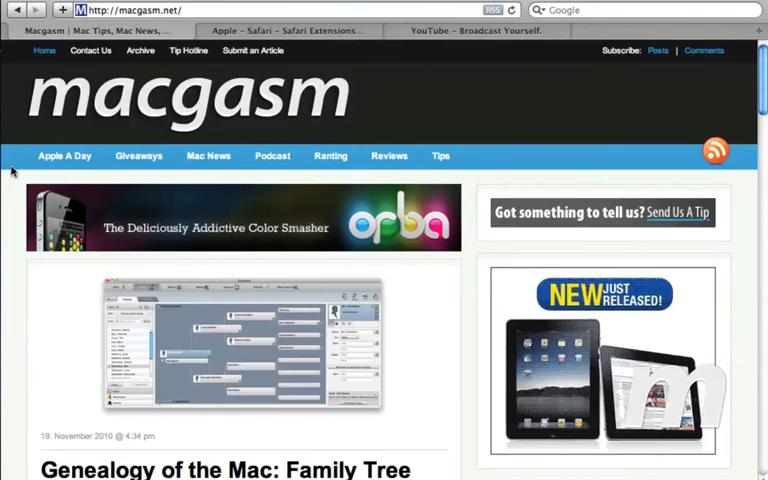 http://macgasm.net/
RSS
Google
Macgasm | Mac Tips, Mac News, ...
Apple - Safari - Safari Extensions...
YouTube - Broadcast Yourself.
Home
Contact Us
Archive
Tip Hotline
Submit an Article
Subscribe: Posts | Comments
macgasm
Apple A Day
Giveaways
Mac News
Podcast
Ranting
Reviews
Tips
The Deliciously Addictive Color Smasher
orba
Got something to tell us? Send Us A Tip
NEW JUST
RELEASED!
m
19. November 2010 @ 4:34 pm
Genealogy of the Mac: Family Tree